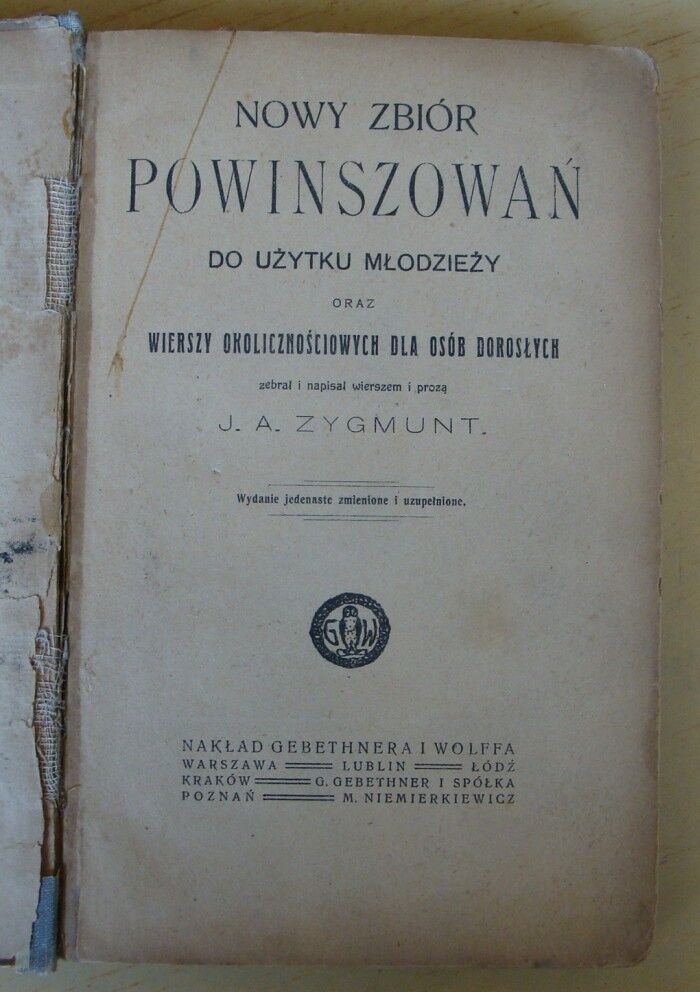 NOWY ZBIÓR
POWINSZOWAŃ
DO UŻYTKU MŁODZIEŻY
ORAZ
WIERSZY OKOLICZNOŚCIOWYCH DLA OSÓB DOROSŁYCH
zebrał i napisał wierszem i prozą
J. A. ZYGMUNT.
Wydanie jedenaste zmienione i uzupełnione.
G W
NAKŁAD GEBETHNERA I WOLFFA
WARSZAWA LUBLIN ŁÓDŹ
KRAKÓW G. GEBETHNER I SPÓŁKA
POZNAŃ M. NIEMIERKIEWICZ